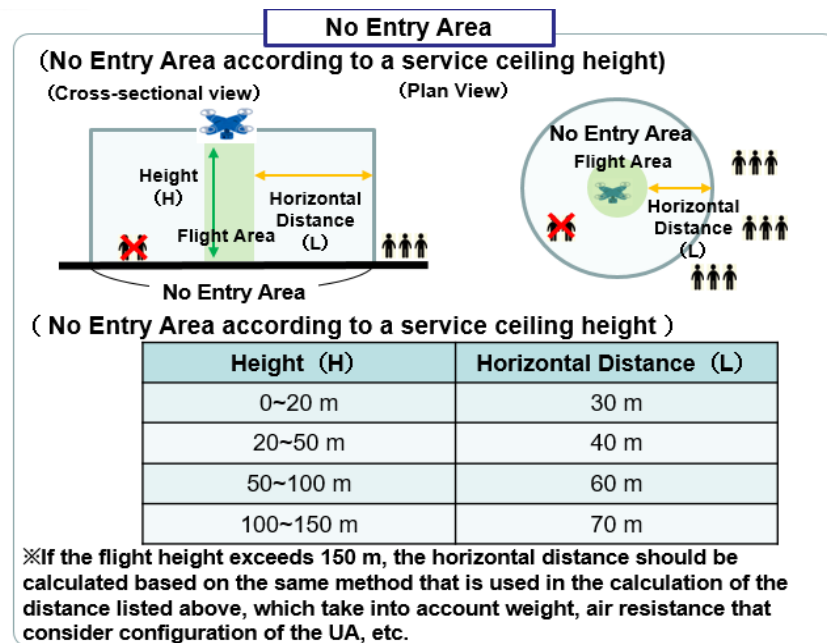 No Entry Area
（No Entry Area according to a service ceiling height)
（Cross-sectional view）
（Plan View）
Height
（H）
Horizontal
Distance
（L）
Flight Area
No Entry Area
No Entry Area
Flight Area
Horizontal
Distance
（L）
（ No Entry Area according to a service ceiling height ）
Height（H） Horizontal Distance（L）
0~20 m 30 m
20~50 m 40 m
50~100 m 60 m
100~150 m 70 m
※If the flight height exceeds 150 m, the horizontal distance should be
calculated based on the same method that is used in the calculation of the
distance listed above, which take into account weight, air resistance that
consider configuration of the UA, etc.